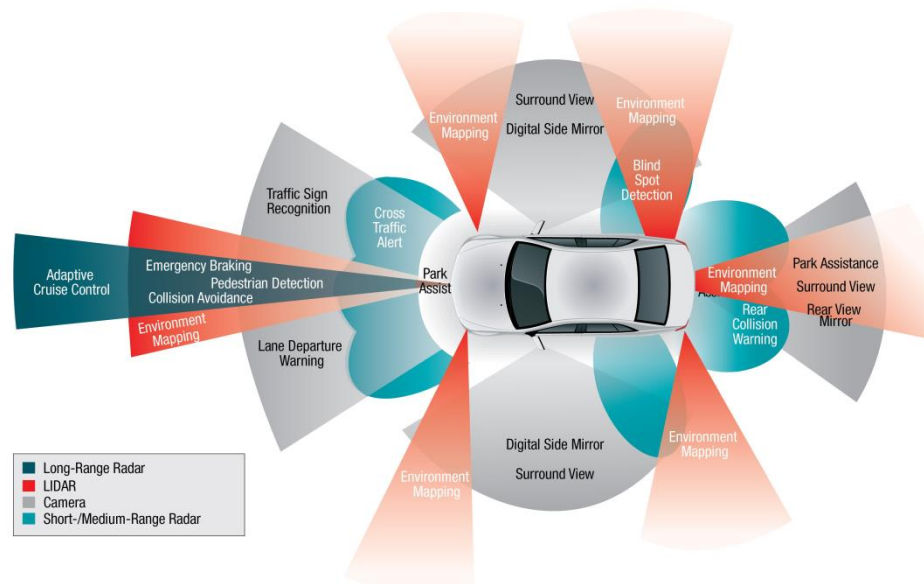 Surround View
Digital Side Mirror
Environment
Mapping
Environment
Mapping
Blind
Spot
Detection
Traffic Sign
Recognition
Cross
Traffic
Alert
Adaptive
Cruise Control
Emergency Braking
Pedestrian Detection
Collision Avoidance
Environment
Mapping
Park
Assist
Lane Departure
Warning
Environment
Mapping
Rear
Collision
Warning
Park Assistance
Surround View
Rear View
Mirror
Digital Side Mirror
Surround View
Environment
Mapping
Environment
Mapping
Long-Range Radar
LIDAR
Camera
Short-/Medium-Range Radar